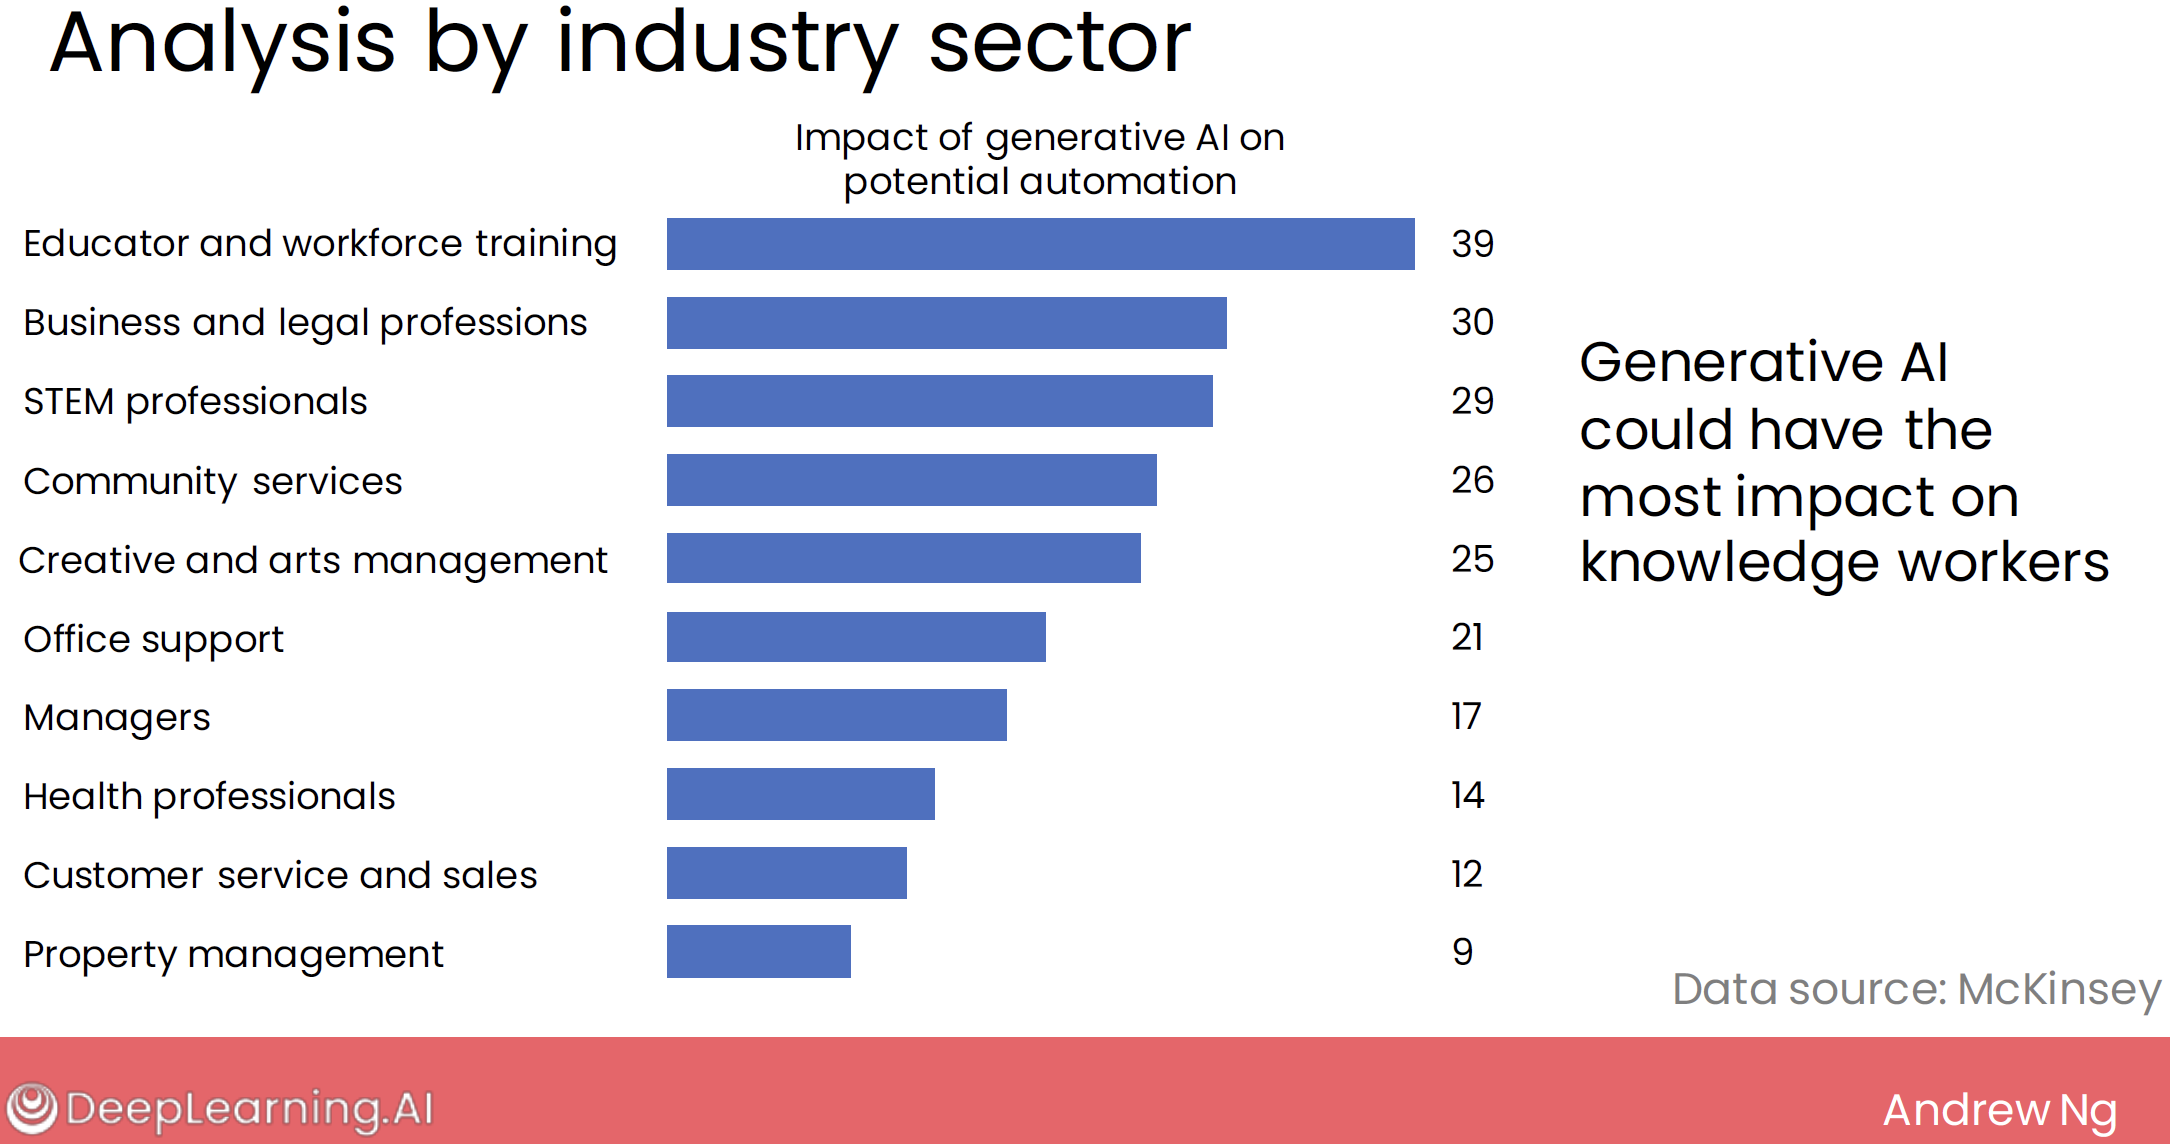 Analysis by industry sector
Impact of generative AI on
potential automation
Educator and workforce training 39
Business and legal professions 30
STEM professionals 29
Community services 26
Creative and arts management 25
Office support 21
Managers 17
Health professionals 14
Customer service and sales 12
Property management 9
Generative AI
could have the
most impact on
knowledge workers
Data source: McKinsey
DeepLearning.AI
Andrew Ng